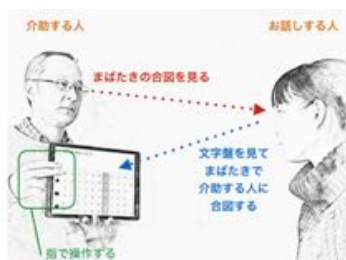 介助する人
お話しする人
まばたきの合図を見る
文字盤を見て
まばたきで
介助する人に
合図する
指で操作する